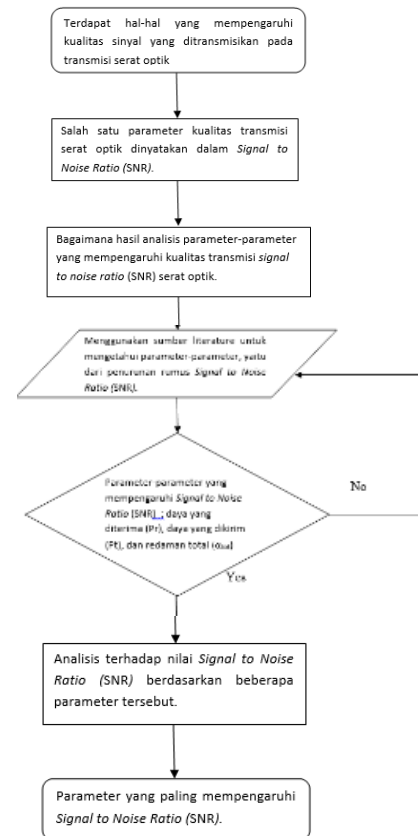 Terdapat hal-hal yang mempengaruhi
kualitas sinyal yang ditransmisikan pada
transmisi serat optik
Salah satu parameter kualitas transmisi
serat optik dinyatakan dalam Signal to
Noise Ratio (SNR).
Bagaimana hasil analisis parameter-parameter
yang mempengaruhi kualitas transmisi signal
to noise ratio (SNR) serat optik.
Menggunakan sumber literature untuk
mengetahui parameter-parameter, yaitu
dari penurunan rumus Signal to Noise
Ratio (SNR).
Parameter parameter yang
mempengaruhi Signal to Noise
Ratio (SNR) : daya yang
diterima (Pr), daya yang dikirim
(Pt), dan redaman total
No
Yes
Analisis terhadap nilai Signal to Noise
Ratio (SNR) berdasarkan beberapa
parameter tersebut.
Parameter yang paling mempengaruhi
Signal to Noise Ratio (SNR).